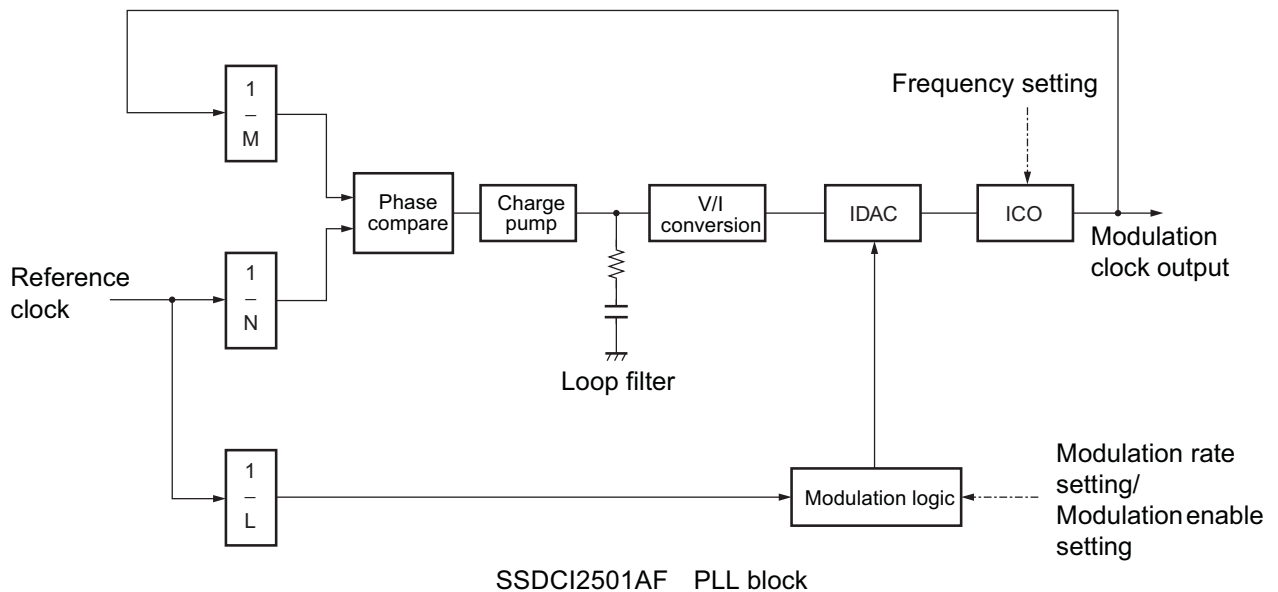 1
—
M
Frequency setting
Phase
compare
Charge
pump
V/I
conversion
IDAC
ICO
Modulation
clock output
Reference
clock
1
—
N
Loop filter
1
—
L
Modulation logic
Modulation rate
setting/
Modulation enable
setting
SSDCI2501AF PLL block